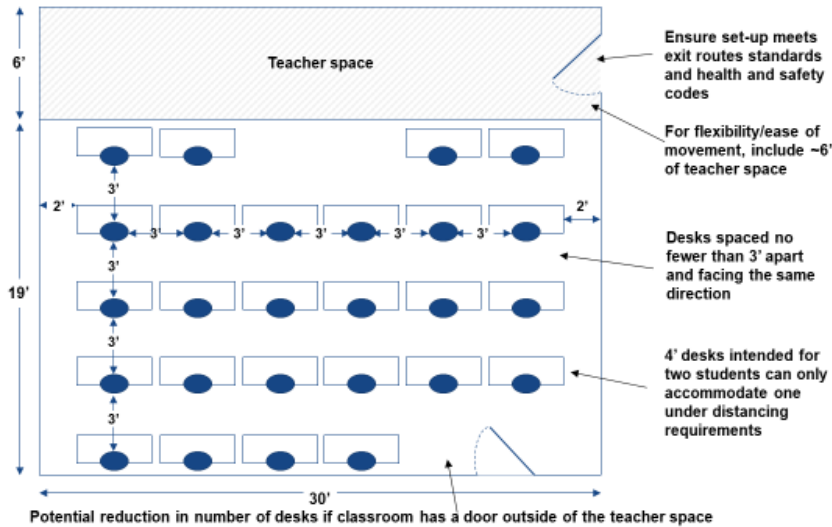 6’
Teacher space
Ensure set-up meets
exit routes standards
and health and safety
codes
For flexibility/ease of
movement, include ~6’
of teacher space
3’
2’
2’
3’
3’
3’
3’
3’
3’
Desks spaced no
fewer than 3’ apart
and facing the same
direction
19’
3’
4’ desks intended for
two students can only
accommodate one
under distancing
requirements
3’
30’
Potential reduction in number of desks if classroom has a door outside of the teacher space